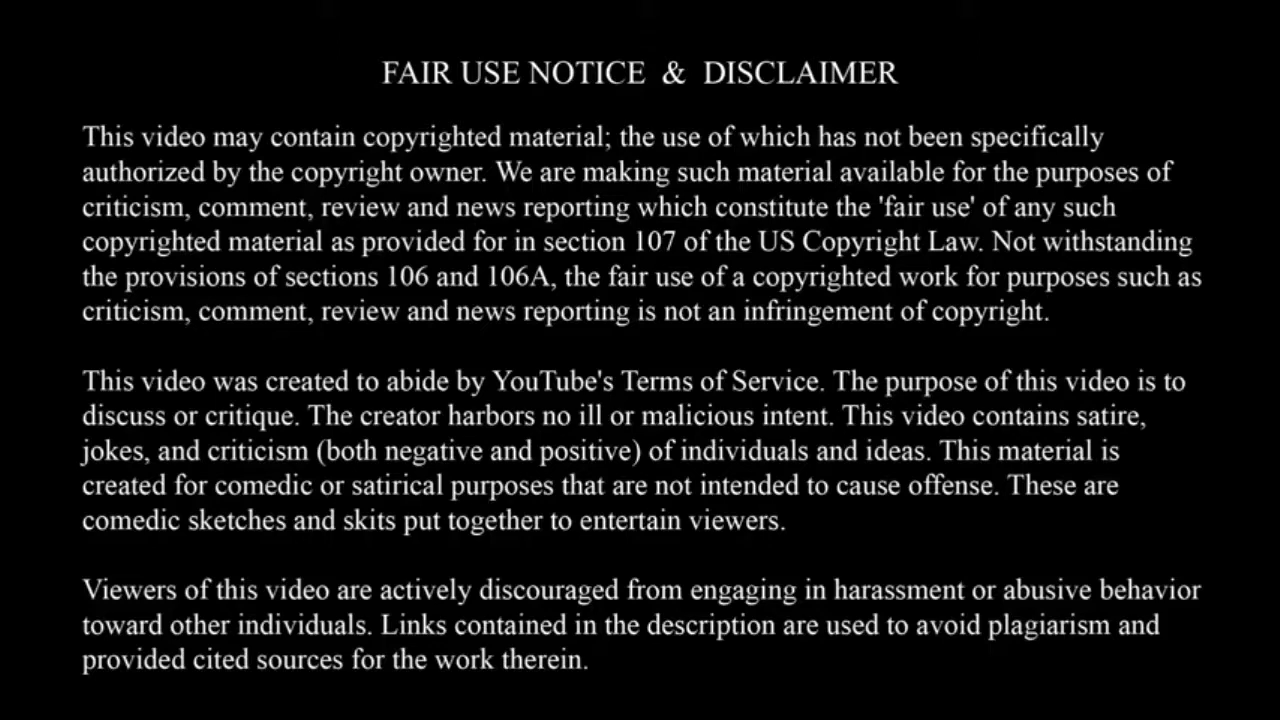 FAIR USE NOTICE & DISCLAIMER
This video may contain copyrighted material; the use of which has not been specifically
authorized by the copyright owner. We are making such material available for the purposes of
criticism, comment, review and news reporting which constitute the 'fair use' of any such
copyrighted material as provided for in section 107 of the US Copyright Law. Not withstanding
the provisions of sections 106 and 106A, the fair use of a copyrighted work for purposes such as
criticism, comment, review and news reporting is not an infringement of copyright.
This video was created to abide by YouTube's Terms of Service. The purpose of this video is to
discuss or critique. The creator harbors no ill or malicious intent. This video contains satire,
jokes, and criticism (both negative and positive) of individuals and ideas. This material is
created for comedic or satirical purposes that are not intended to cause offense. These are
comedic sketches and skits put together to entertain viewers.
Viewers of this video are actively discouraged from engaging in harassment or abusive behavior
toward other individuals. Links contained in the description are used to avoid plagiarism and
provided cited sources for the work therein.